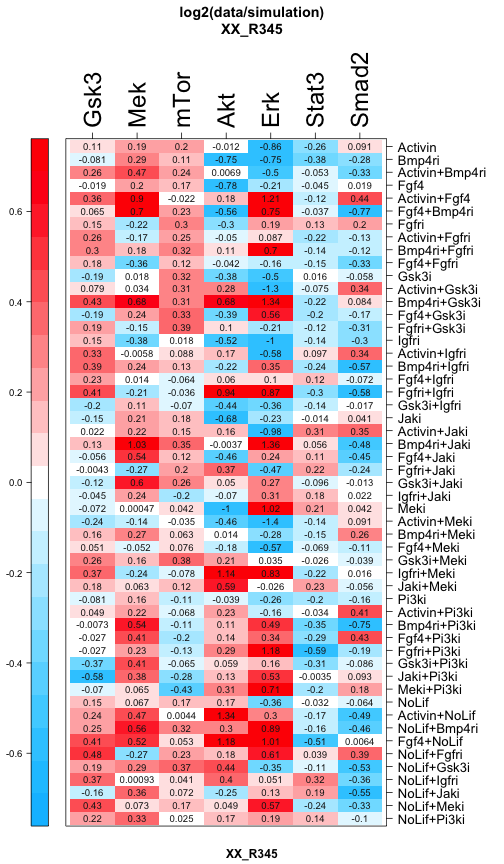 log2(data/simulation)
XX_R345
Gsk3 Mek mTor Akt Erk Stat3 Smad2
0.11 0.19 0.2 -0.012 -0.86 -0.26 0.091 Activin
-0.081 0.29 0.11 -0.75 -0.75 -0.38 -0.28 Bmp4ri
0.26 0.47 0.24 0.0069 -0.5 -0.053 -0.33 Activin+Bmp4ri
-0.019 0.2 0.17 -0.78 -0.21 -0.045 0.019 Fgf4
0.36 0.9 -0.022 0.18 1.21 -0.12 0.44 Activin+Fgf4
0.6 0.065 0.7 0.23 -0.56 0.75 -0.037 -0.77 Fgf4+Bmp4ri
0.15 -0.22 0.3 -0.3 0.19 0.13 0.2 Fgfri
0.26 -0.17 0.25 -0.05 0.087 -0.22 -0.13 Activin+Fgfri
0.3 0.18 0.32 0.11 0.7 -0.14 -0.12 Bmp4ri+Fgfri
0.18 -0.36 0.12 -0.042 -0.16 -0.15 -0.33 Fgf4+Fgfri
-0.19 0.018 0.32 -0.38 -0.5 0.016 -0.058 Gsk3i
0.079 0.034 0.31 0.28 -1.3 -0.075 0.34 Activin+Gsk3i
0.4 0.43 0.68 0.31 0.58 1.34 -0.22 0.084 Bmp4ri+Gsk3i
-0.19 0.24 0.33 -0.39 0.56 -0.2 -0.17 Fgf4+Gsk3i
0.19 -0.15 0.39 0.1 -0.21 -0.12 -0.31 Fgfri+Gsk3i
0.15 -0.38 0.018 -0.52 -1 -0.14 -0.3 Igfri
0.33 -0.0058 0.088 0.17 -0.58 0.097 0.34 Activin+Igfri
0.39 0.24 0.13 -0.22 0.35 -0.24 -0.57 Bmp4ri+Igfri
0.23 0.014 -0.064 0.06 0.1 0.12 -0.072 Fgf4+Igfri
0.2 0.41 -0.21 -0.036 0.94 0.87 -0.3 -0.58 Fgfri+Igfri
-0.2 0.11 -0.07 -0.44 -0.36 -0.14 -0.017 Gsk3i+Igfri
-0.15 0.21 0.18 -0.68 -0.23 -0.014 0.041 Jaki
0.022 0.22 0.15 0.16 -0.98 0.31 0.35 Activin+Jaki
0.13 1.03 0.35 -0.0037 1.36 0.056 -0.48 Bmp4ri+Jaki
-0.056 0.54 0.12 -0.46 0.24 0.11 -0.45 Fgf4+Jaki
-0.0043 -0.27 0.2 0.37 -0.47 0.22 -0.24 Fgfri+Jaki
0.0 -0.12 0.6 0.26 0.05 0.27 -0.096 -0.013 Gsk3i+Jaki
-0.045 0.24 -0.2 -0.07 0.31 0.18 0.022 Igfri+Jaki
-0.072 0.00047 0.042 -1 1.02 0.21 0.042 Meki
-0.24 -0.14 -0.035 -0.46 -1.4 -0.14 0.091 Activin+Meki
0.16 0.27 0.063 0.014 -0.28 -0.15 0.26 Bmp4ri+Meki
0.051 -0.052 0.076 -0.18 -0.57 -0.069 -0.11 Fgf4+Meki
0.26 0.16 0.38 0.21 0.035 -0.026 -0.039 Gsk3i+Meki
-0.2 0.37 -0.24 -0.078 1.14 0.83 -0.22 0.016 Igfri+Meki
0.18 0.063 0.12 0.59 -0.026 0.23 -0.056 Jaki+Meki
-0.081 0.16 -0.11 -0.039 -0.26 -0.2 -0.16 Pi3ki
0.049 0.22 -0.068 0.23 -0.16 -0.034 0.41 Activin+Pi3ki
-0.0073 0.54 -0.11 0.11 0.49 -0.35 -0.75 Bmp4ri+Pi3ki
-0.027 0.41 -0.2 0.14 0.34 -0.29 0.43 Fgf4+Pi3ki
-0.027 0.23 -0.13 0.29 1.18 -0.59 -0.19 Fgfri+Pi3ki
-0.4 -0.37 0.41 -0.065 0.059 0.16 -0.31 -0.086 Gsk3i+Pi3ki
-0.58 0.38 -0.28 0.13 -0.53 -0.0035 0.093 Jaki+Pi3ki
-0.07 0.065 -0.43 0.31 0.71 -0.2 0.18 Meki+Pi3ki
0.15 0.067 0.17 0.17 -0.36 -0.032 -0.064 NoLif
0.24 0.47 0.0044 1.34 0.3 -0.17 -0.49 Activin+NoLif
0.25 0.56 0.32 0.3 0.89 -0.16 -0.46 NoLif+Bmp4ri
0.41 0.52 0.053 1.18 1.01 -0.51 0.0064 Fgf4+NoLif
-0.6 0.48 -0.27 0.23 0.18 0.61 0.039 0.39 NoLif+Fgfri
0.19 0.29 0.37 0.44 -0.35 -0.11 -0.53 NoLif+Gsk3i
0.37 0.00093 0.041 0.4 0.051 0.32 -0.36 NoLif+Igfri
-0.16 0.36 0.072 -0.25 0.13 0.19 -0.55 NoLif+Jaki
0.43 0.073 0.17 0.049 0.57 -0.24 -0.33 NoLif+Meki
0.22 0.33 0.025 0.17 0.19 0.14 -0.1 NoLif+Pi3ki
XX_R345